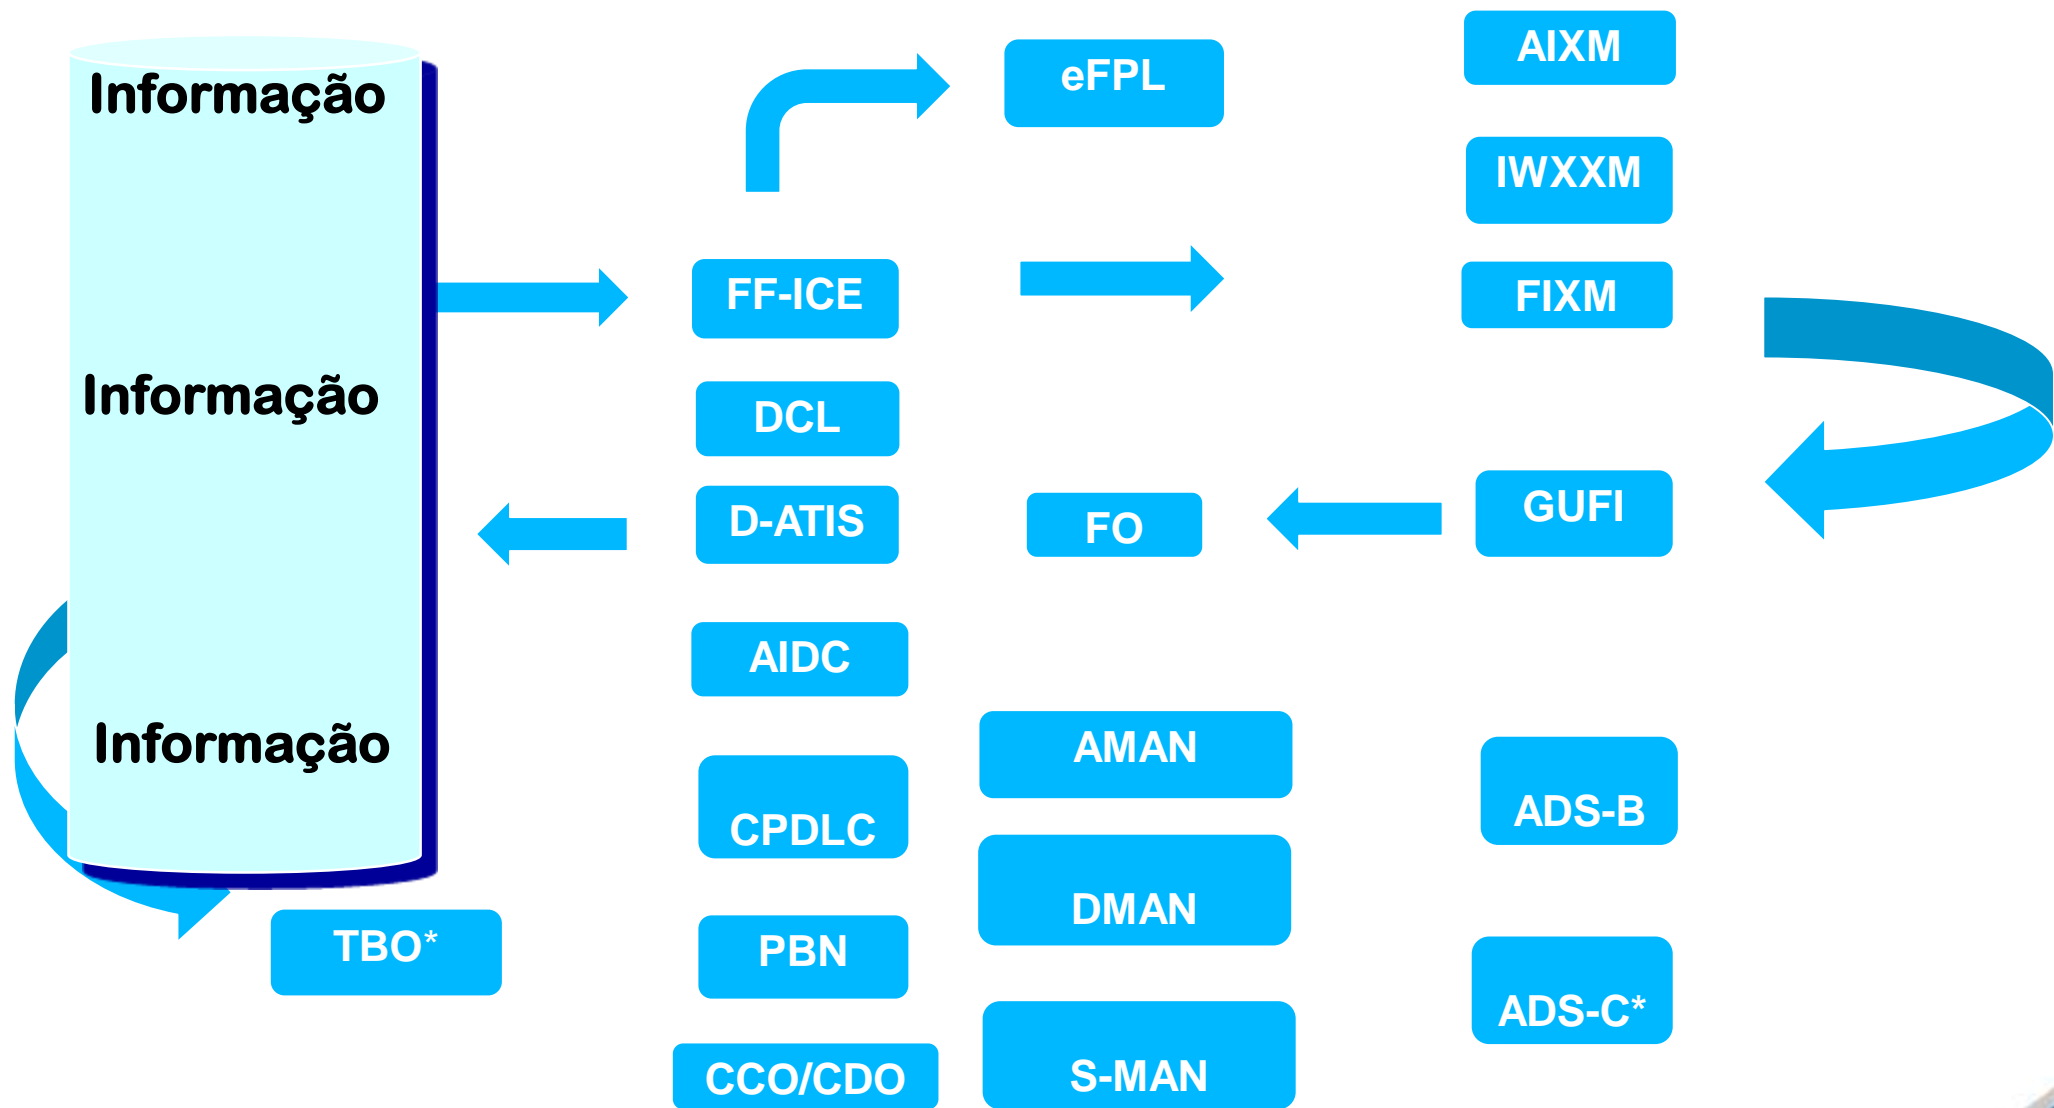 Informação
Informação
Informação
eFPL
AIXM
IWXXM
FIXM
FF-ICE
DCL
D-ATIS
FO
GUFI
AIDC
AMAN
ADS-B
CPDLC
DMAN
TBO*
PBN
ADS-C*
CCO/CDO
S-MAN